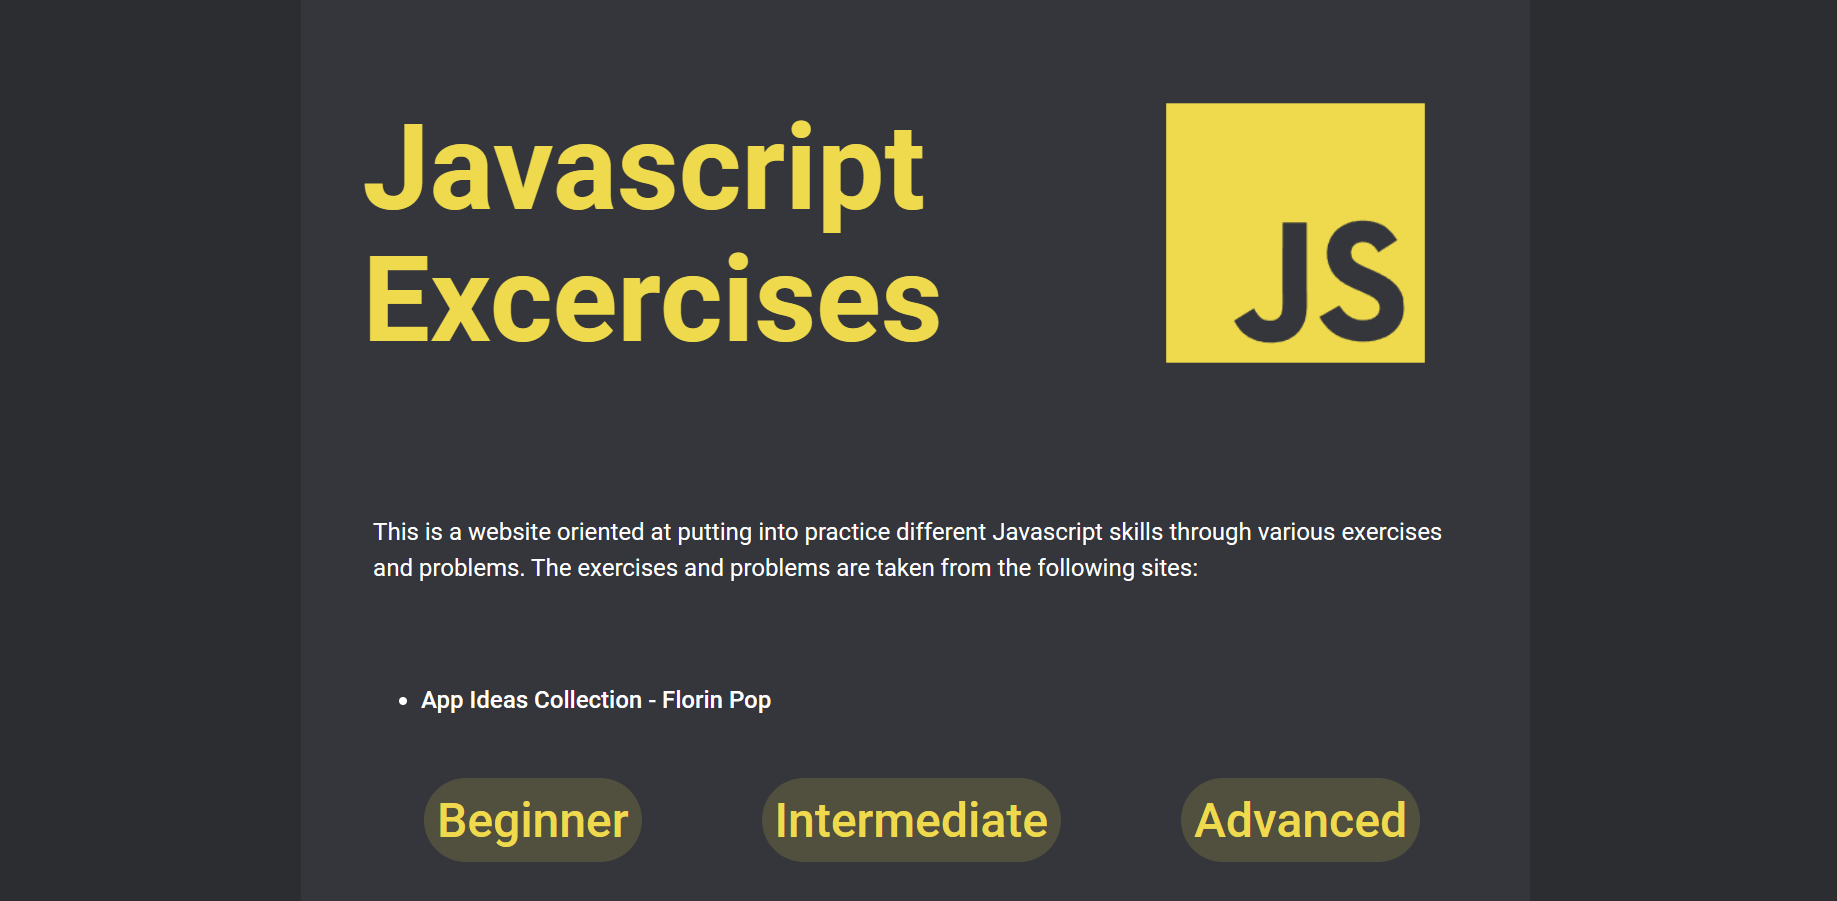 Javascript
Excercises
JS
This is a website oriented at putting into practice different Javascript skills through various exercises
and problems. The exercises and problems are taken from the following sites:
• App Ideas Collection - Florin Pop
Beginner
Intermediate
Advanced